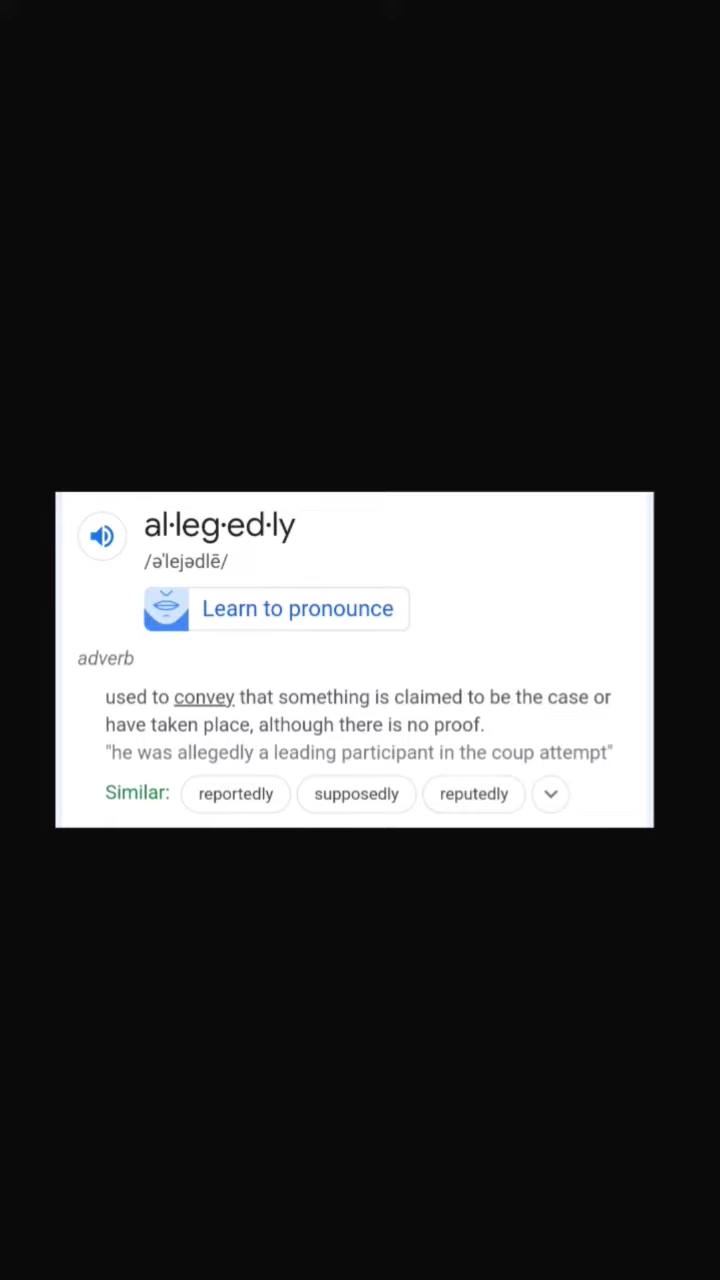 al·leg·ed·ly
/əˈlejədlē/
Learn to pronounce
adverb
used to convey that something is claimed to be the case or
have taken place, although there is no proof.
"he was allegedly a leading participant in the coup attempt"
Similar: reportedly supposedly reputedly